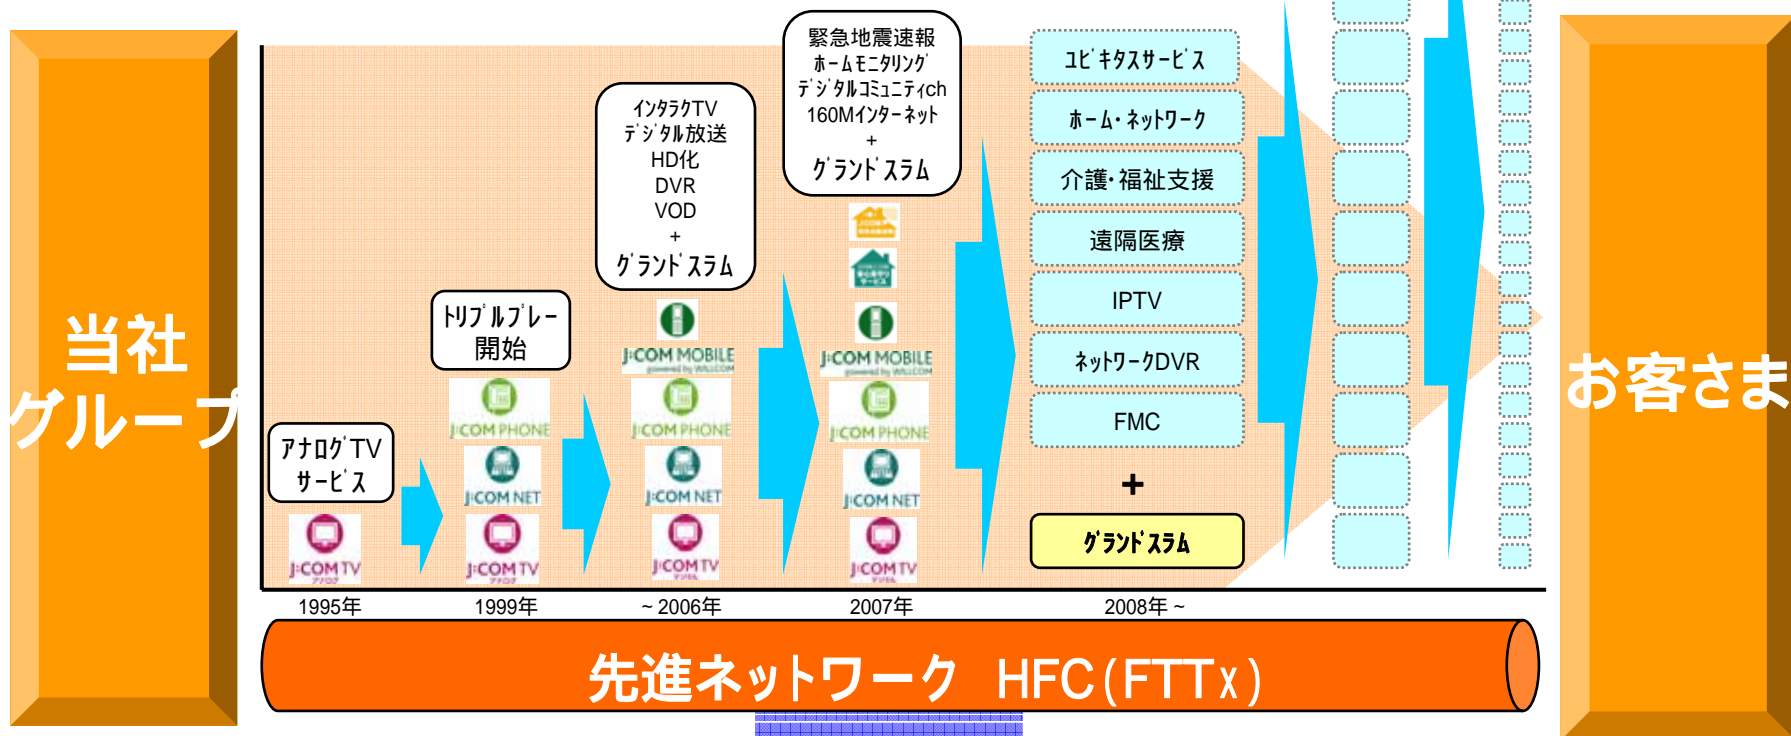 当社
グループ
アナログTV
サービス
J:COM TV
アナログ
1995年
トリプルプレー
開始
J:COM PHONE
J:COM NET
J:COM TV
アナログ
1999年
インタラクTV
デジタル放送
HD化
DVR
VOD
+
グランドスラム
J:COM MOBILE
powered by WILLCOM
J:COM PHONE
J:COM NET
J:COM TV
デジタル
~ 2006年
緊急地震速報
ホームモニタリング
デジタルコミュニティch
160Mインターネット
+
グランドスラム
J:COM MOBILE
powered by WILLCOM
J:COM PHONE
J:COM NET
J:COM TV
デジタル
2007年
ユビキタスサービス
ホーム・ネットワーク
介護・福祉支援
遠隔医療
IPTV
ネットワークDVR
FMC
+
グランドスラム
2008年 ~
お客さま
先進ネットワーク HFC(FTTx)